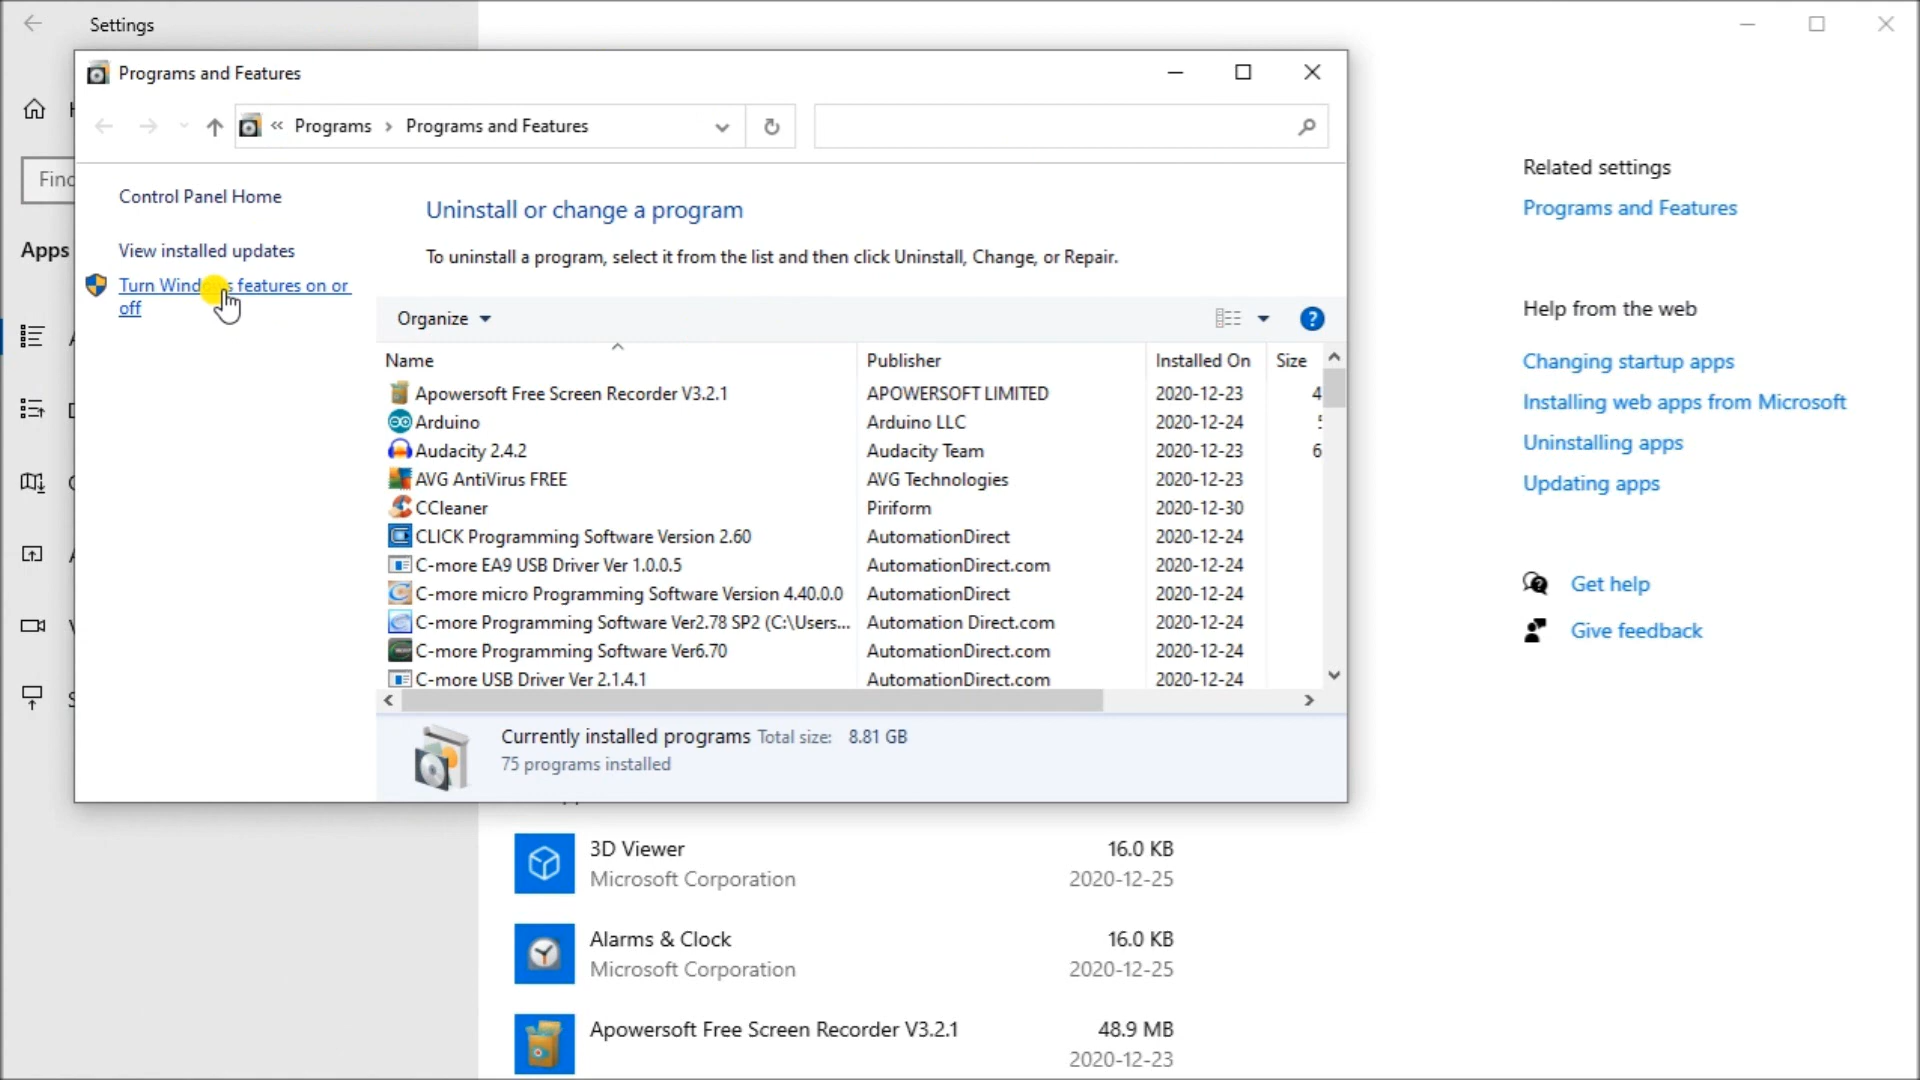 Settings
Programs and Features
Programs
Programs and Features
Control Panel Home
View installed updates
Turn Windows features on or
off
Apps
Uninstall or change a program
To uninstall a program, select it from the list and then click Uninstall, Change, or Repair.
Organize
Name Publisher Installed On Size
Apowersoft Free Screen Recorder V3.2.1 APOWERSOFT LIMITED 2020-12-23 4
Arduino Arduino LLC 2020-12-24
Audacity 2.4.2 Audacity Team 2020-12-23 6
AVG AntiVirus FREE AVG Technologies 2020-12-23
CCleaner Piriform 2020-12-30
CLICK Programming Software Version 2.60 AutomationDirect 2020-12-24
C-more EA9 USB Driver Ver 1.0.0.5 AutomationDirect.com 2020-12-24
C-more micro Programming Software Version 4.40.0.0 AutomationDirect 2020-12-24
C-more Programming Software Ver2.78 SP2 (C:\Users... Automation Direct.com 2020-12-24
C-more Programming Software Ver6.70 AutomationDirect.com 2020-12-24
C-more USB Driver Ver 2.1.4.1 AutomationDirect.com 2020-12-24
Currently installed programs Total size: 8.81 GB
75 programs installed
3D Viewer 16.0 KB
Microsoft Corporation 2020-12-25
Alarms & Clock 16.0 KB
Microsoft Corporation 2020-12-25
Apowersoft Free Screen Recorder V3.2.1 48.9 MB
2020-12-23
Related settings
Programs and Features
Help from the web
Changing startup apps
Installing web apps from Microsoft
Uninstalling apps
Updating apps
Get help
Give feedback